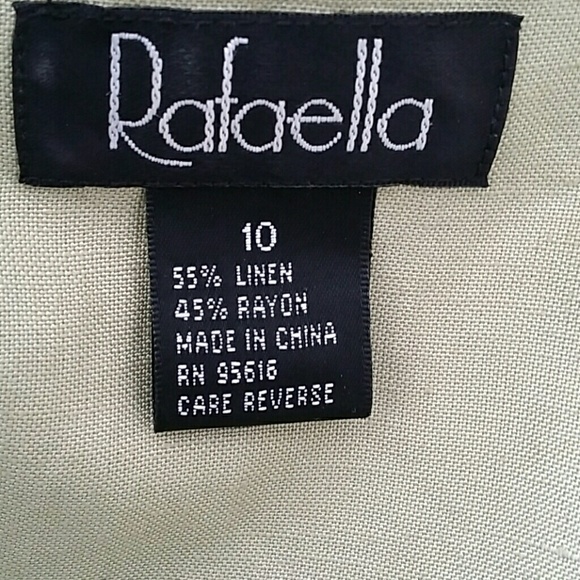 Rafaella
10
55% LINEN
45% RAYON
MADE IN CHINA
RN 95616
CARE REVERSE